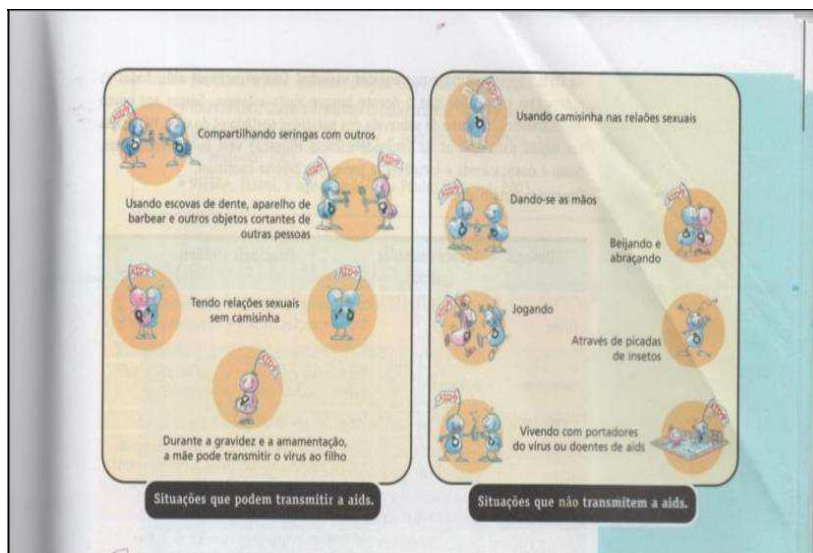 Compartilhando seringas com outros
Usando escovas de dente, aparelho de
barbear e outros objetos cortantes de
outras pessoas
Tendo relações sexuais
sem camisinha
Durante a gravidez e a amamentação,
a mãe pode transmitir o vírus ao filho
Situações que podem transmitir a aids.
Usando camisinha nas relaões sexuais
Dando-se as mãos
Beijando e
abraçando
Jogando
Através de picadas
de insetos
Vivendo com portadores
do vírus ou doentes de aids
Situações que não transmitem a aids.